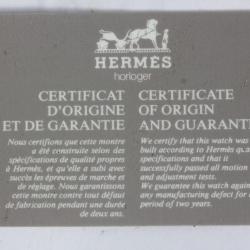 HERMÈS
horloger
CERTIFICAT
D'ORIGINE
ET DE GARANTIE
Nous certifions que cette montre
a été construite selon des
spécifications de qualité propres
à Hermès, et qu'elle a subi avec
succès les épreuves de marche et
de réglage. Nous garantissons
cette montre contre tout défaut
de fabrication pendant une durée
de deux ans.
CERTIFICATE
OF ORIGIN
AND GUARANTE
We certify that this watch was
built according to Hermès
specifications and that it
successfully passed all motion
and adjustment tests.
We guarantee this watch again
any manufacturing defect for a
period of two years.